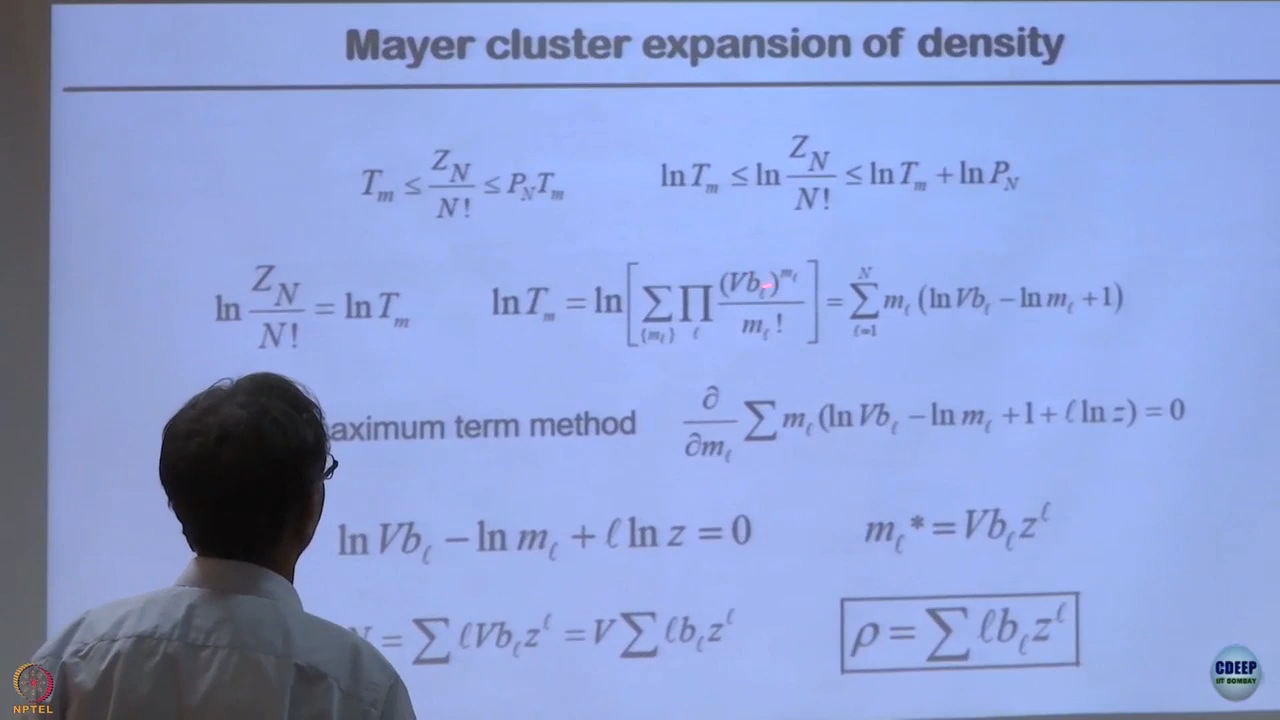 Mayer cluster expansion of density
T_m ≤ Z_N / N! ≤ P_N T_m    ln T_m ≤ ln Z_N / N! ≤ ln T_m + ln P_N
ln Z_N / N! = ln T_m    ln T_m = ln [ ∑_{m_ℓ} ∏_ℓ (Vb_ℓ)^{m_ℓ} / m_ℓ! ] = ∑_{ℓ=1}^{N} m_ℓ (ln Vb_ℓ − ln m_ℓ + 1)
aximum term method    ∂/∂m_ℓ ∑ m_ℓ (ln Vb_ℓ − ln m_ℓ + 1 + ℓ ln z) = 0
ln Vb_ℓ − ln m_ℓ + ℓ ln z = 0    m_ℓ* = Vb_ℓ z^ℓ
= ∑ ℓVb_ℓ z^ℓ = V ∑ ℓb_ℓ z^ℓ    ρ = ∑ ℓb_ℓ z^ℓ
NPTEL
CDEEP
IIT BOMBAY